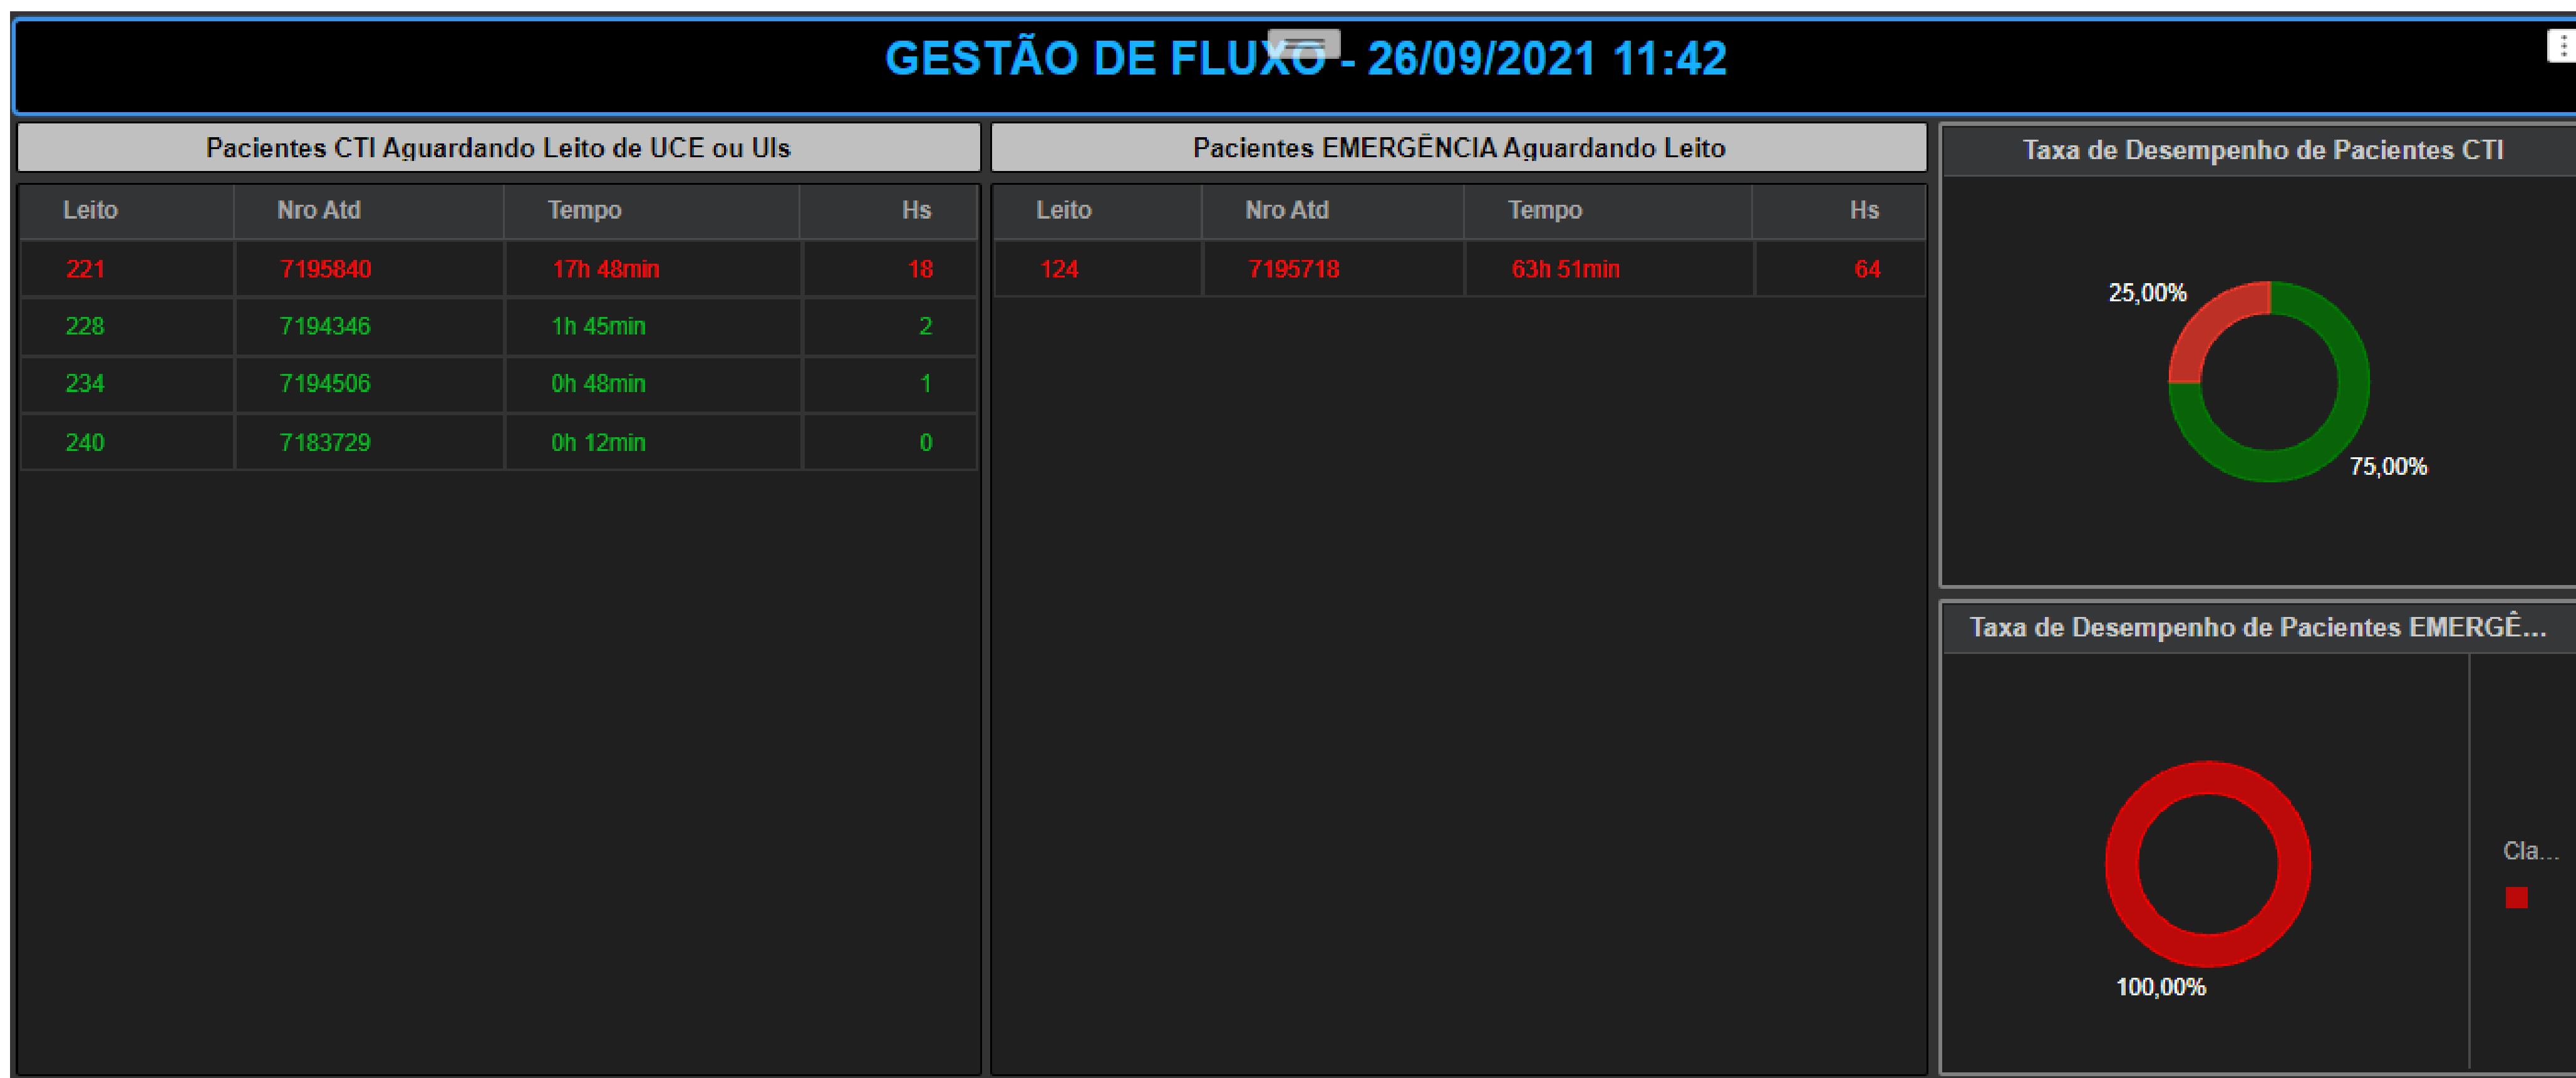 GESTÃO DE FLUXO - 26/09/2021 11:42
Pacientes CTI Aguardando Leito de UCE ou UIs
Leito Nro Atd Tempo Hs
221 7195840 17h 48min 18
228 7194346 1h 45min 2
234 7194506 0h 48min 1
240 7183729 0h 12min 0
Pacientes EMERGÊNCIA Aguardando Leito
Leito Nro Atd Tempo Hs
124 7195718 63h 51min 64
Taxa de Desempenho de Pacientes CTI
25,00%
75,00%
Taxa de Desempenho de Pacientes EMERGÊ...
Cla...
100,00%